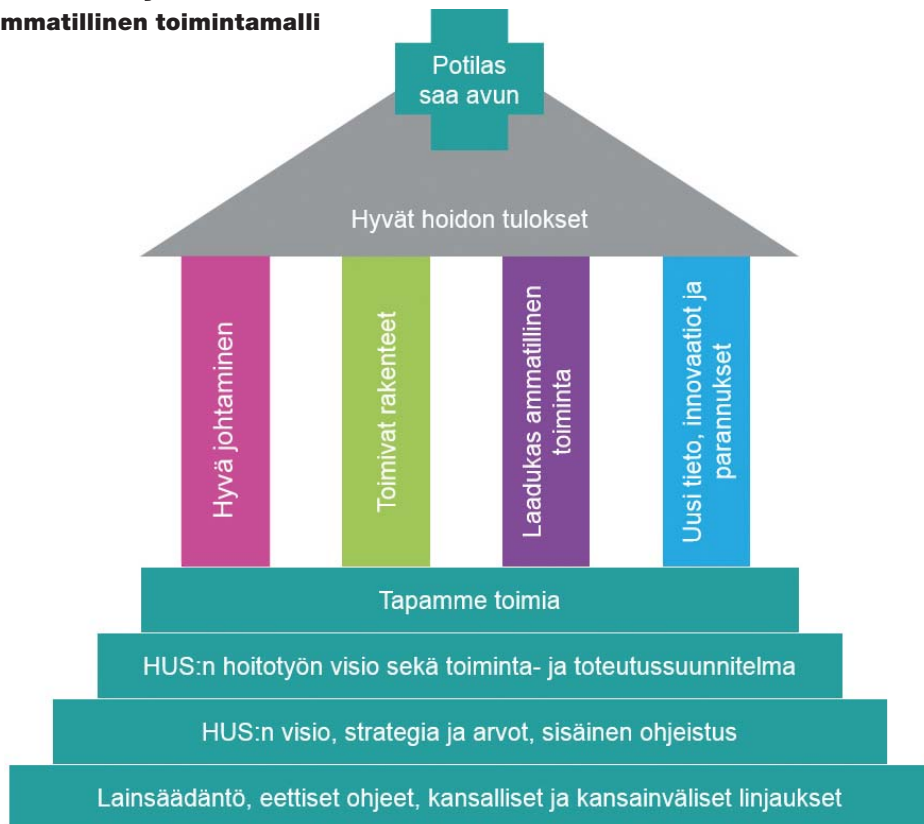 mmatillinen toimintamalli
Potilas
saa avun
Hyvät hoidon tulokset
Hyvä johtaminen
Toimivat rakenteet
Laadukas ammatillinen
toiminta
Uusi tieto, innovaatiot ja
parannukset
Tapamme toimia
HUS:n hoitotyön visio sekä toiminta- ja toteutussuunnitelma
HUS:n visio, strategia ja arvot, sisäinen ohjeistus
Lainsäädäntö, eettiset ohjeet, kansalliset ja kansainväliset linjaukset